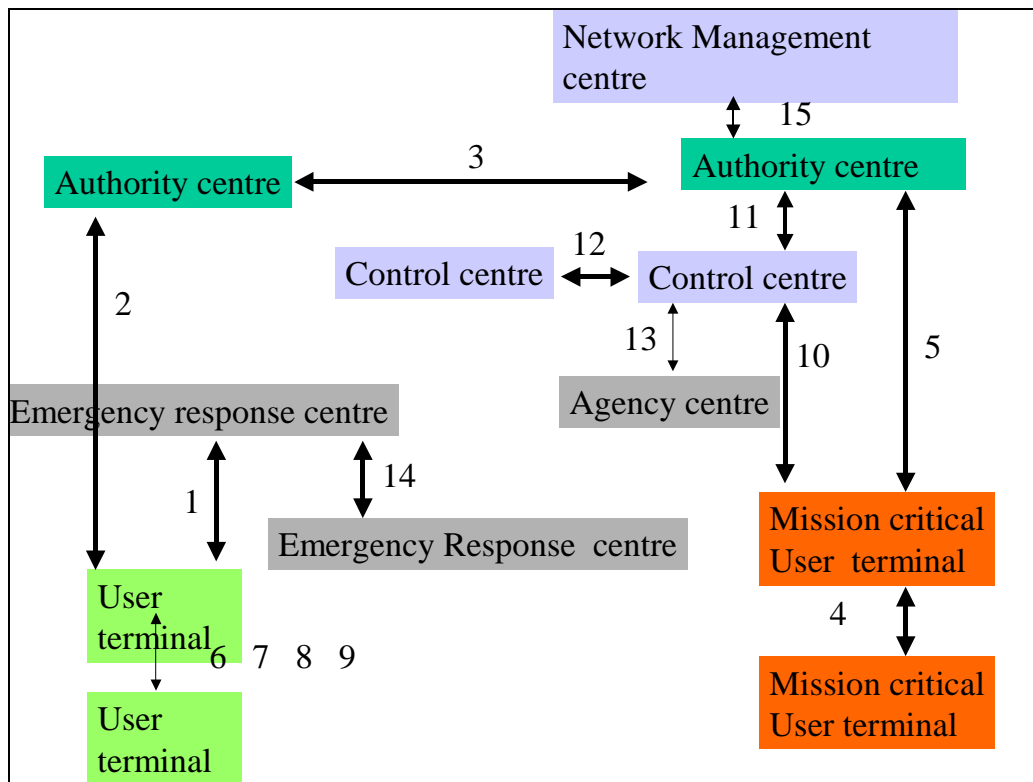 Network Management
centre
15
3
Authority centre
Authority centre
11
12
Control centre
Control centre
2
13
10
5
Emergency response centre
Agency centre
1
14
Mission critical
User terminal
Emergency Response centre
User
terminal
6 7 8 9
4
Mission critical
User terminal
User
terminal